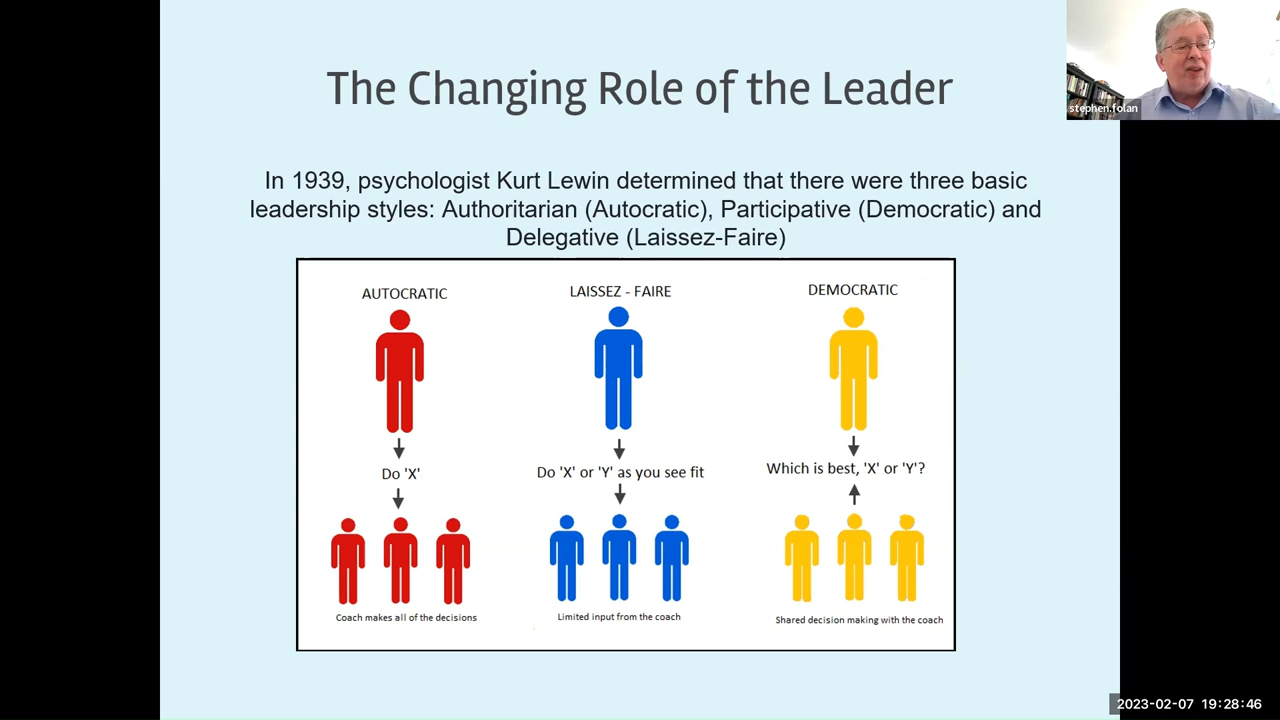 The Changing Role of the Leader
stephen.folan
In 1939, psychologist Kurt Lewin determined that there were three basic
leadership styles: Authoritarian (Autocratic), Participative (Democratic) and
Delegative (Laissez-Faire)
AUTOCRATIC
Do 'X'
Coach makes all of the decisions
LAISSEZ - FAIRE
Do 'X' or 'Y' as you see fit
Limited input from the coach
DEMOCRATIC
Which is best, 'X' or 'Y'?
Shared decision making with the coach
2023-02-07 19:28:46